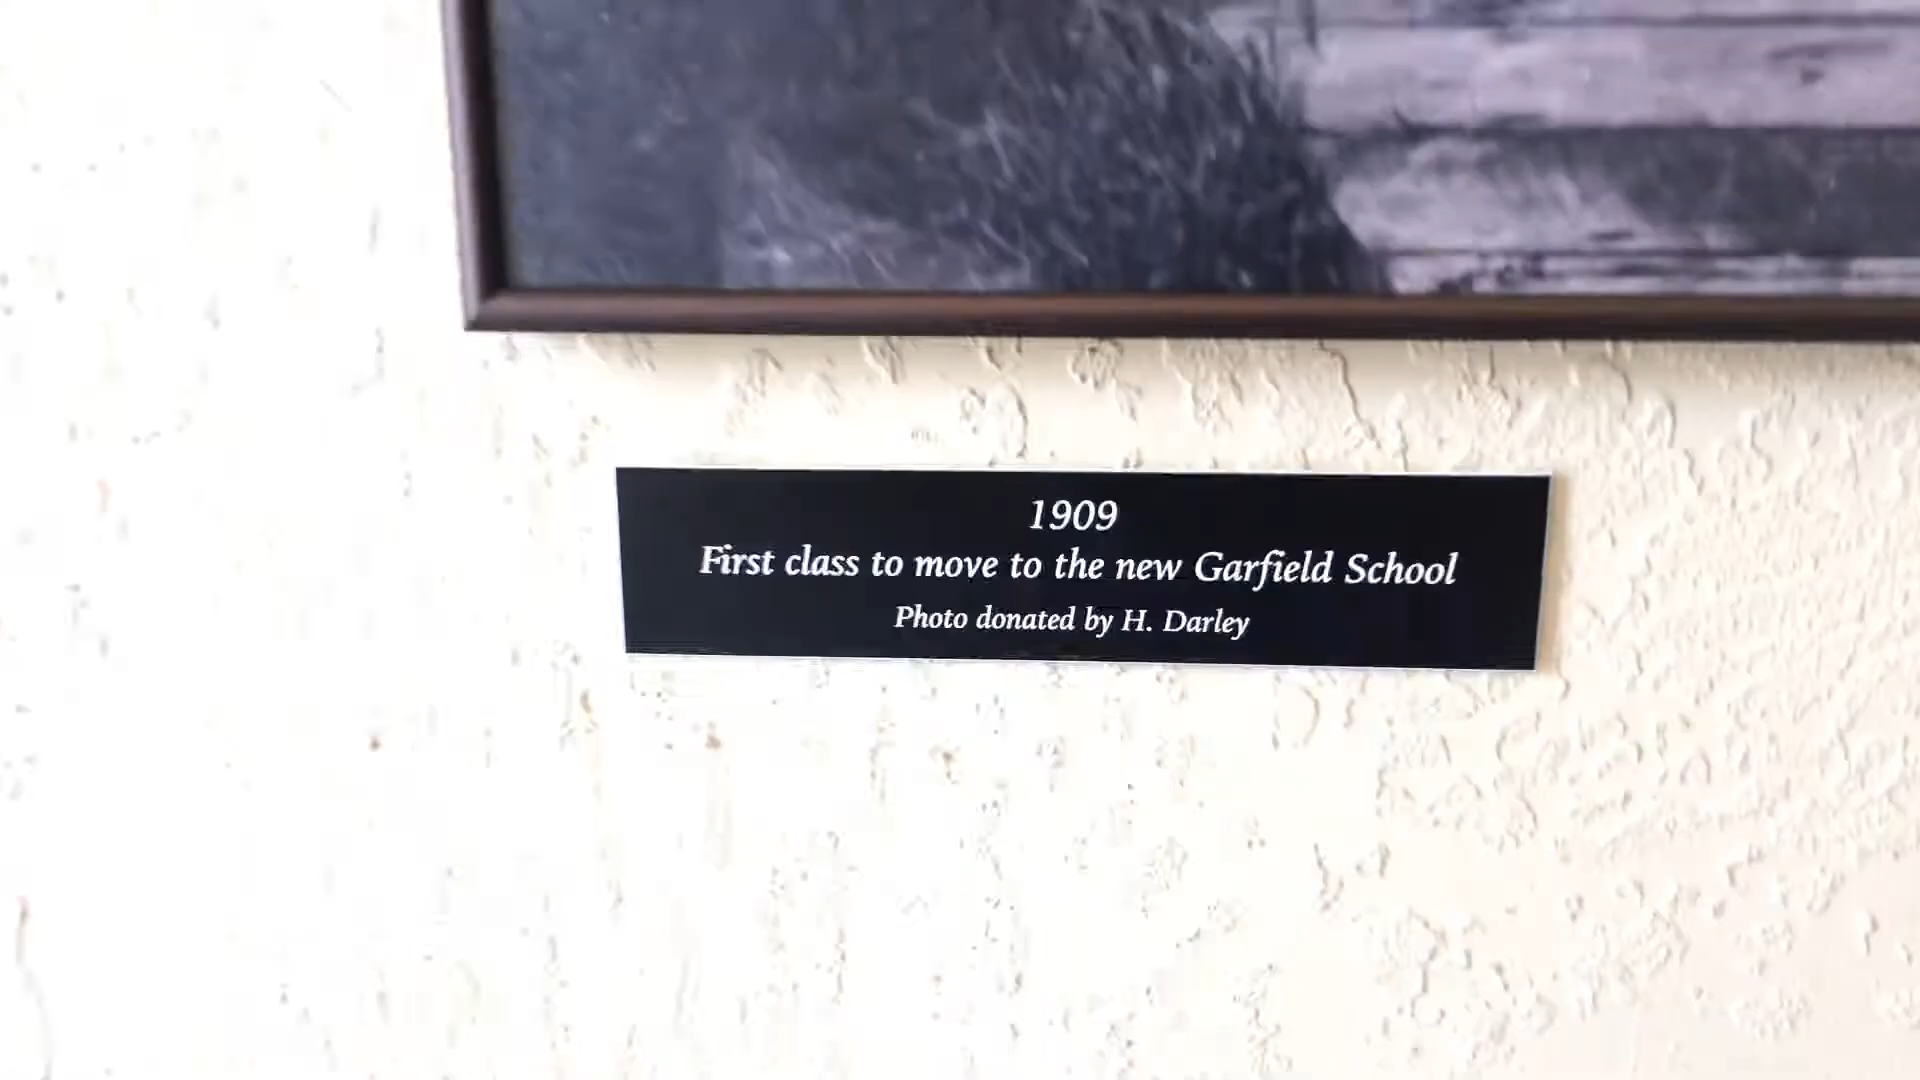 1909
First class to move to the new Garfield School
Photo donated by H. Darley